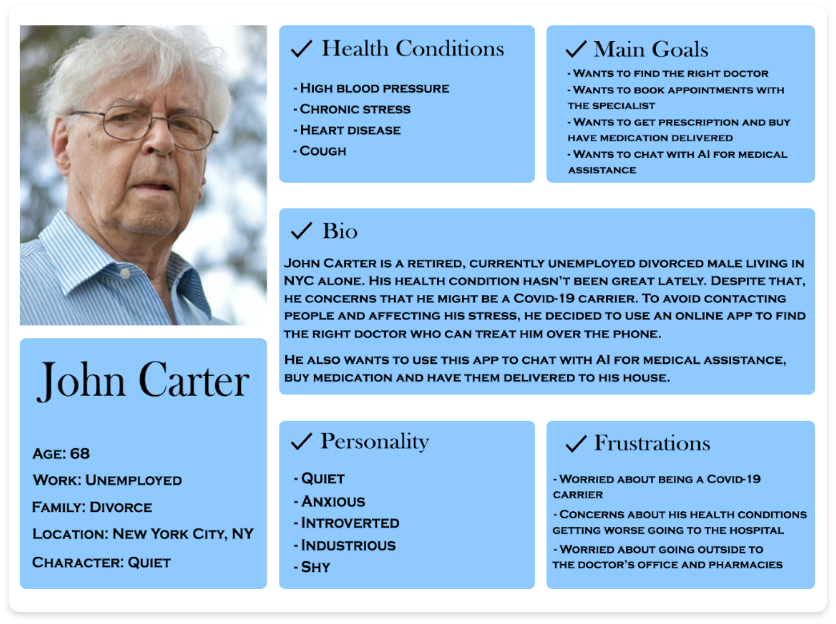 John Carter
Age: 68
Work: Unemployed
Family: Divorce
Location: New York City, NY
Character: Quiet
✓ Health Conditions
- High blood pressure
- Chronic stress
- Heart disease
- Cough
✓ Main Goals
- Wants to find the right doctor
- Wants to book appointments with
the specialist
- Wants to get prescription and buy
have medication delivered
- Wants to chat with AI for medical
assistance
✓ Bio
John Carter is a retired, currently unemployed divorced male living in
NYC alone. His health condition hasn't been great lately. Despite that,
he concerns that he might be a Covid-19 carrier. To avoid contacting
people and affecting his stress, he decided to use an online app to find
the right doctor who can treat him over the phone.
He also wants to use this app to chat with AI for medical assistance,
buy medication and have them delivered to his house.
✓ Personality
- Quiet
- Anxious
- Introverted
- Industrious
- Shy
✓ Frustrations
- Worried about being a Covid-19
carrier
- Concerns about his health conditions
getting worse going to the hospital
- Worried about going outside to
the doctor's office and pharmacies